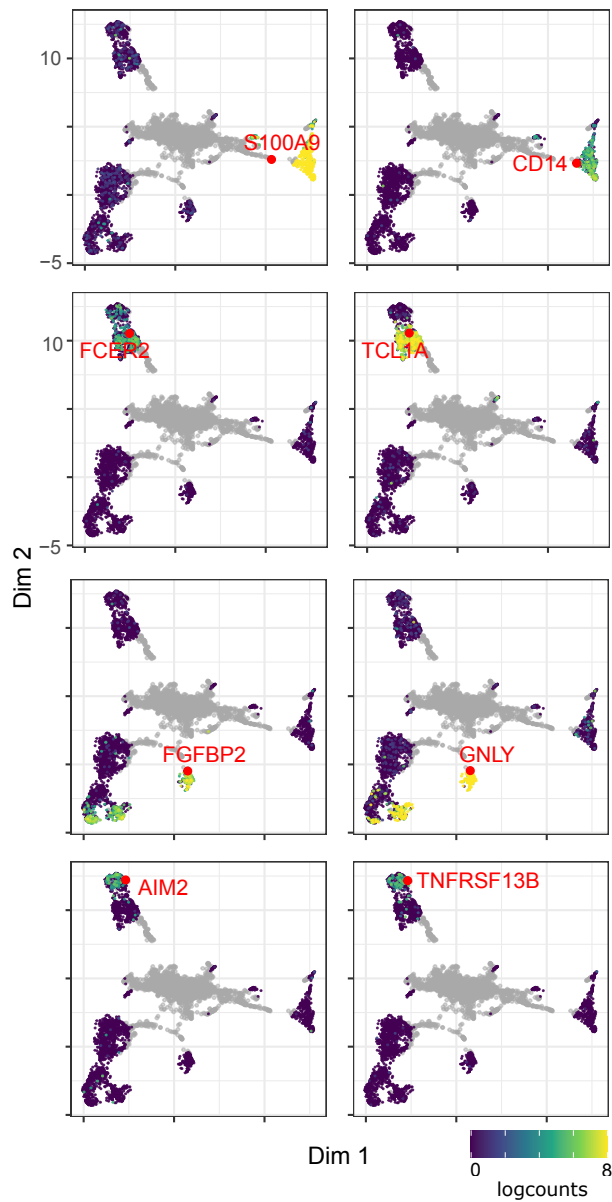 10
S100A9
CD14
−5
10
FCER2
TCL1A
−5
Dim 2
FGFBP2
GNLY
AIM2
TNFRSF13B
Dim 1
0 8
logcounts